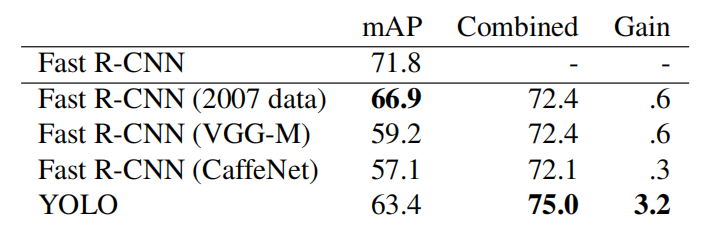 mAP Combined Gain
Fast R-CNN 71.8 - -
Fast R-CNN (2007 data) 66.9 72.4 .6
Fast R-CNN (VGG-M) 59.2 72.4 .6
Fast R-CNN (CaffeNet) 57.1 72.1 .3
YOLO 63.4 75.0 3.2